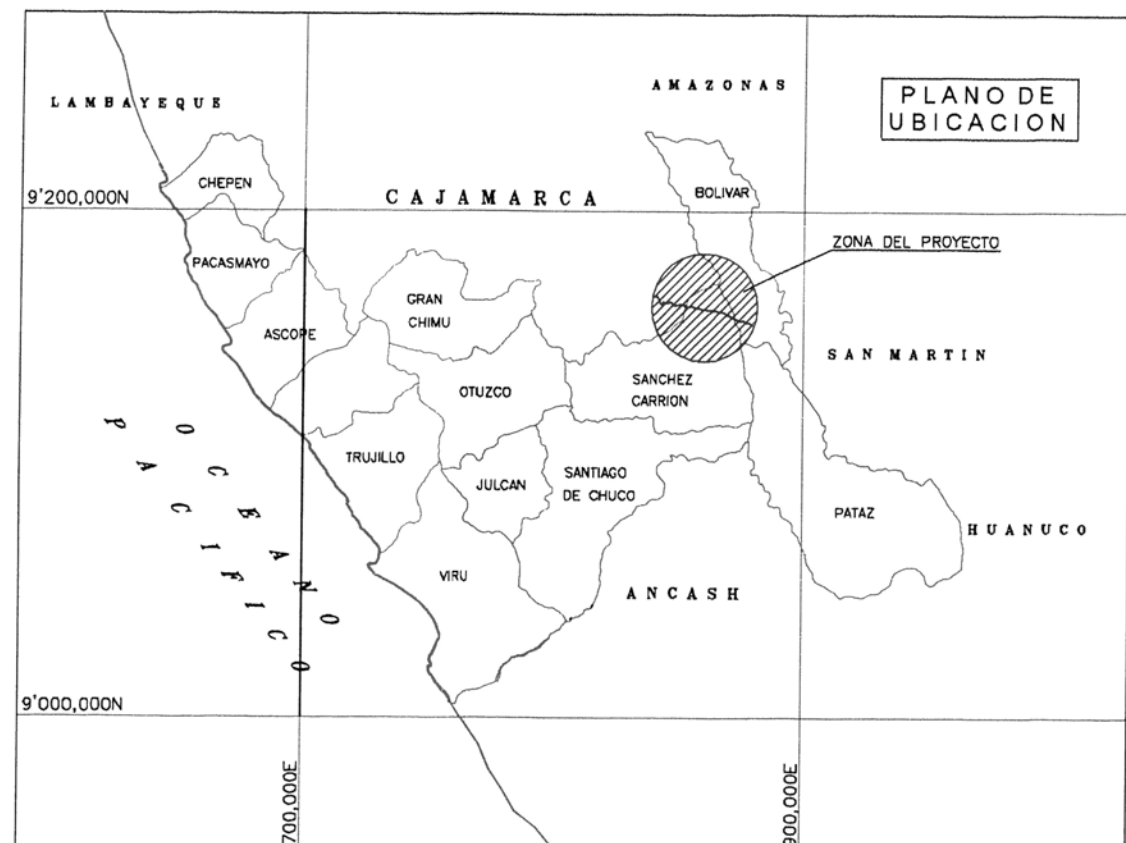 AMAZONAS
LAMBAYEQUE
PLANO DE
UBICACION
CHEPEN
BOLIVAR
CAJAMARCA
9'200,000N
ZONA DEL PROYECTO
PACASMAYO
GRAN
CHIMU
ASCOPE
SAN MARTIN
OTUZCO
SANCHEZ
CARRION
OCEANO
PACIFICO
TRUJILLO
JULCAN
SANTIAGO
DE CHUCO
PATAZ
HUANUCO
VIRU
ANCASH
9'000,000N
700,000E
900,000E